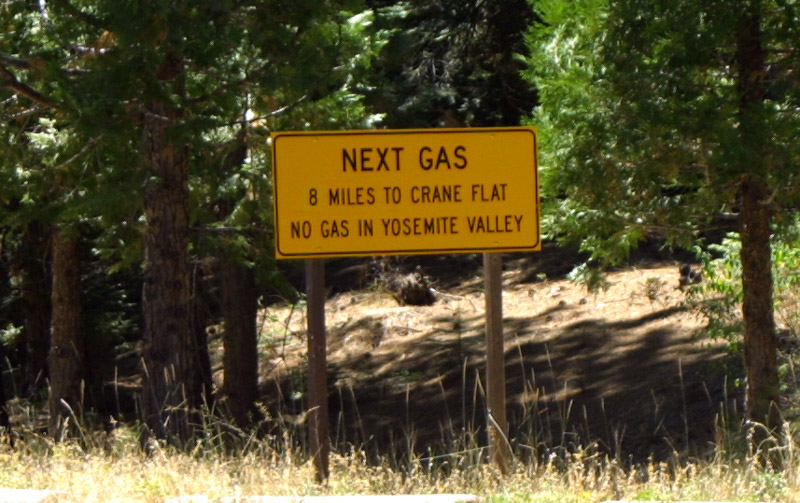 NEXT GAS
8 MILES TO CRANE FLAT
NO GAS IN YOSEMITE VALLEY